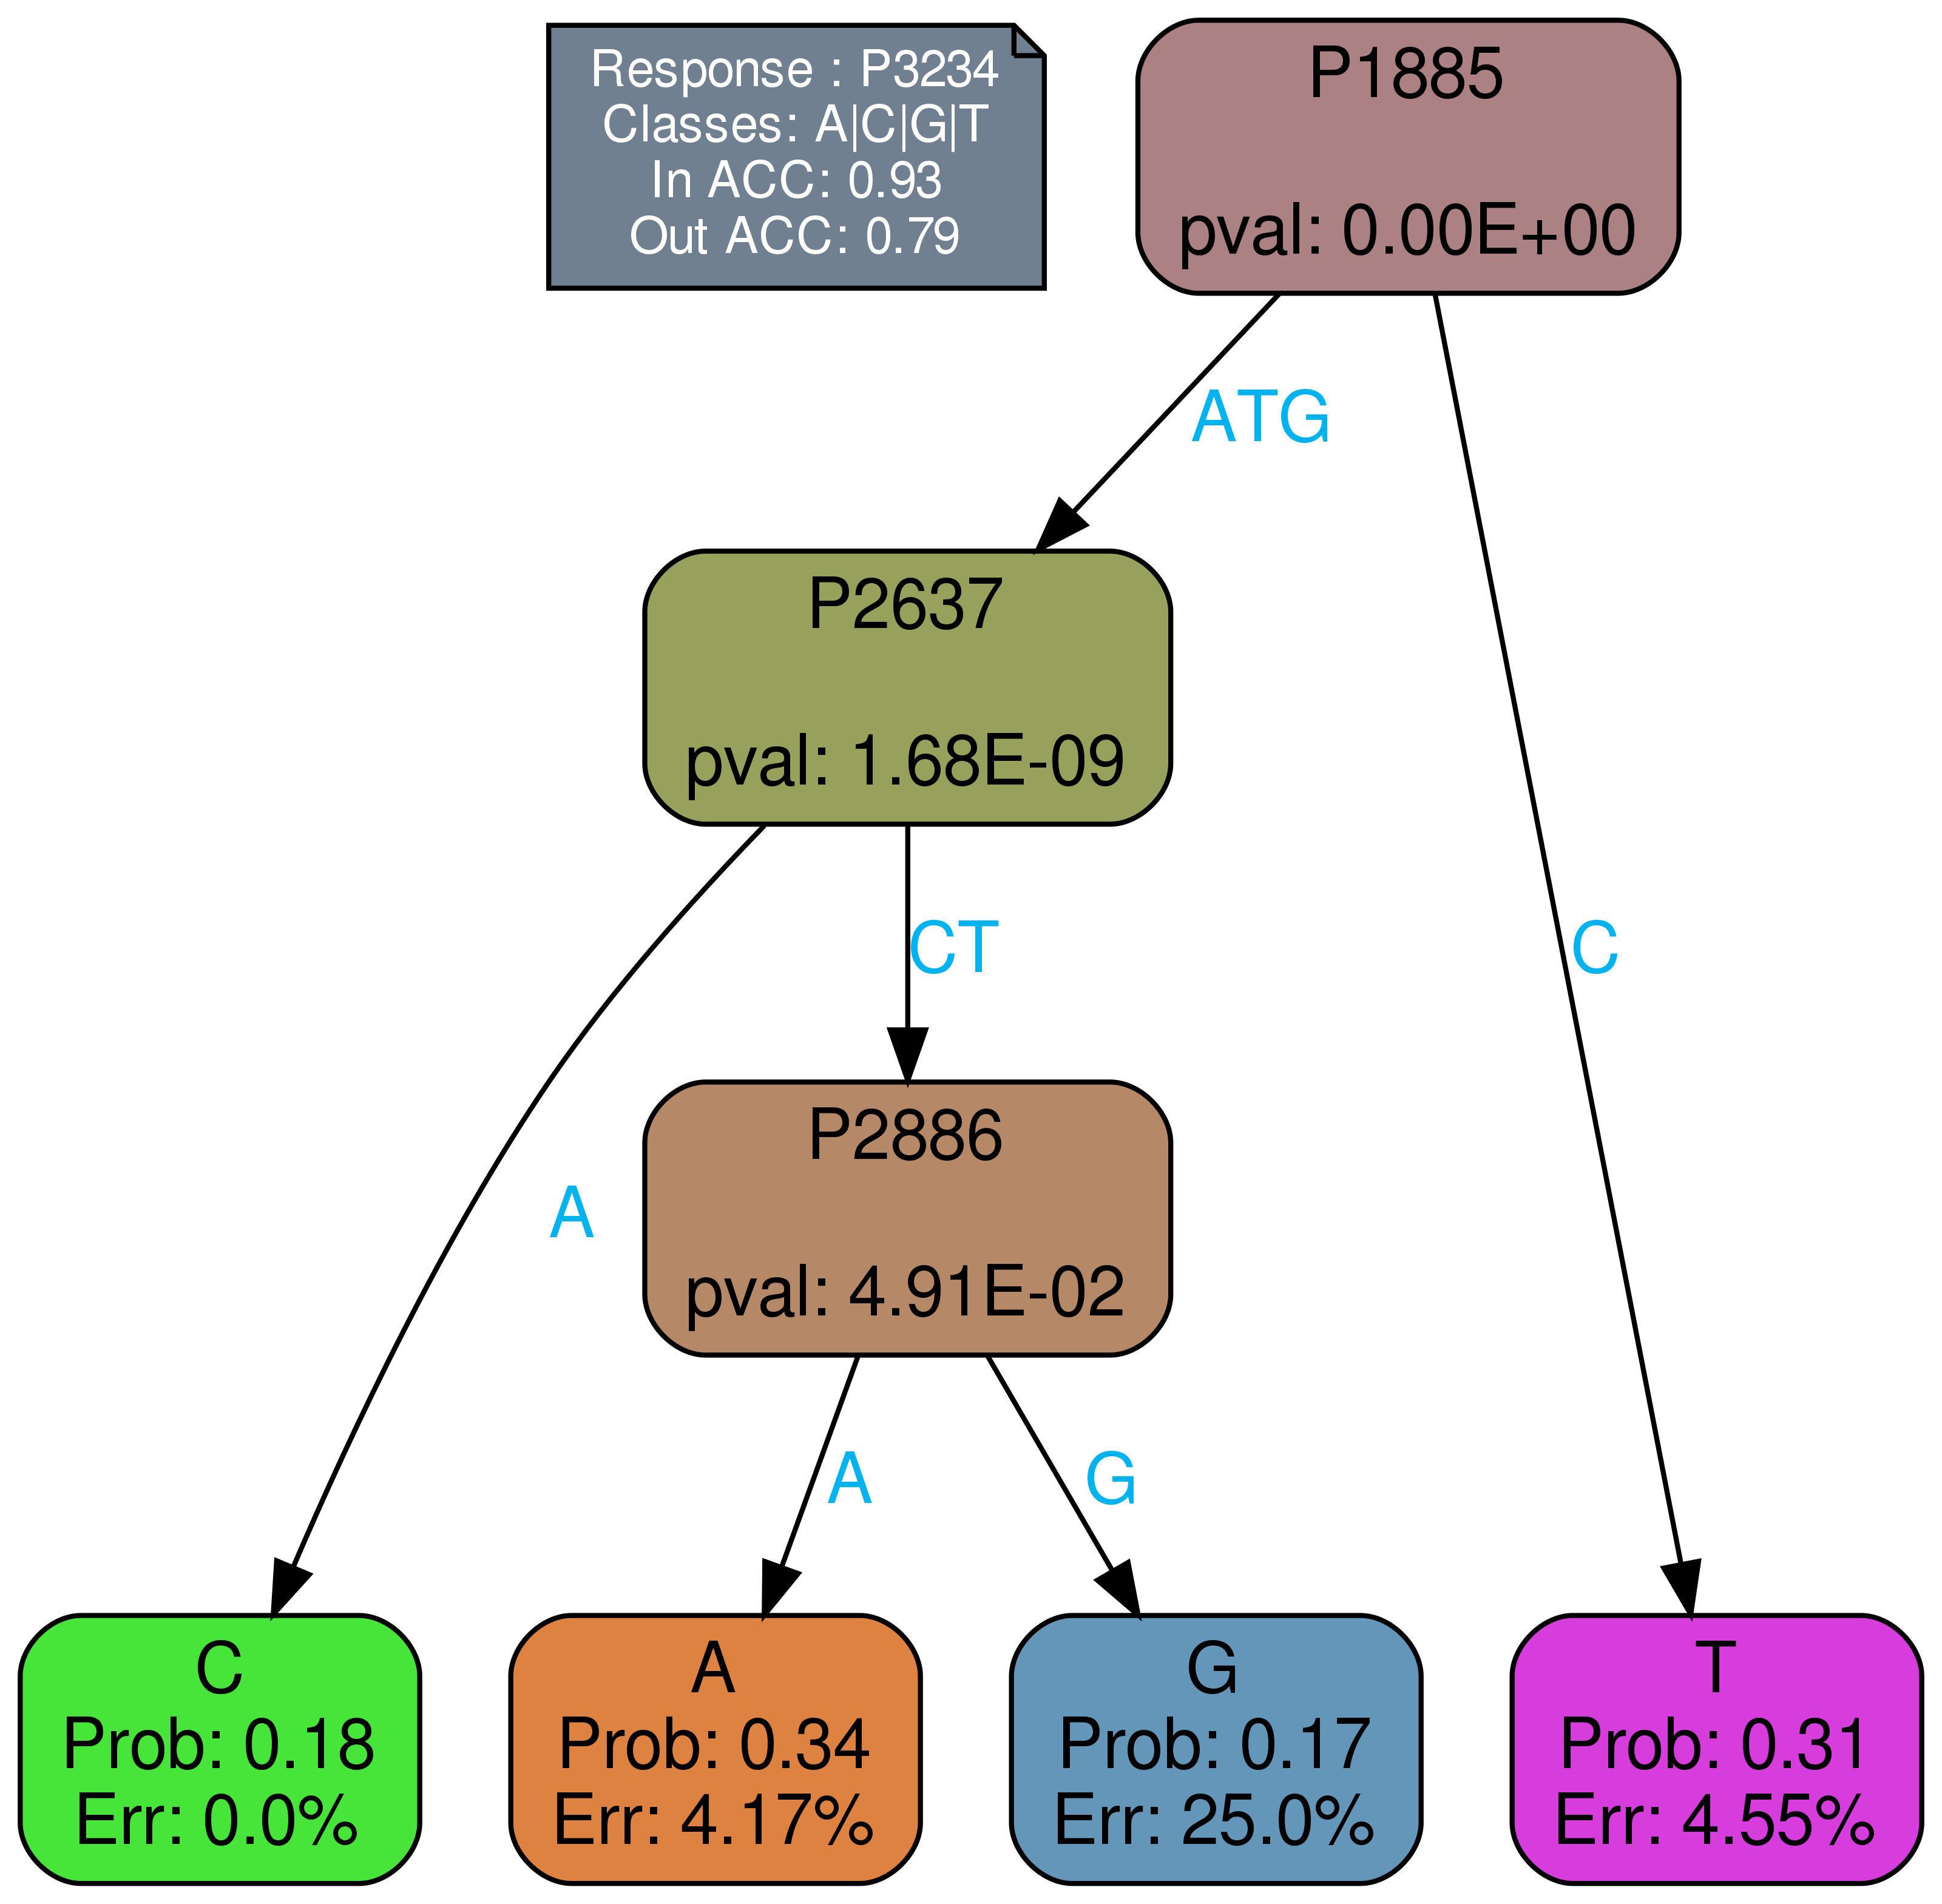 Response : P3234
Classes: A|C|G|T
In ACC: 0.93
Out ACC: 0.79
P1885
pval: 0.00E+00
ATG
P2637
pval: 1.68E-09
CT
C
P2886
pval: 4.91E-02
A
A
G
C
Prob: 0.18
Err: 0.0%
A
Prob: 0.34
Err: 4.17%
G
Prob: 0.17
Err: 25.0%
T
Prob: 0.31
Err: 4.55%